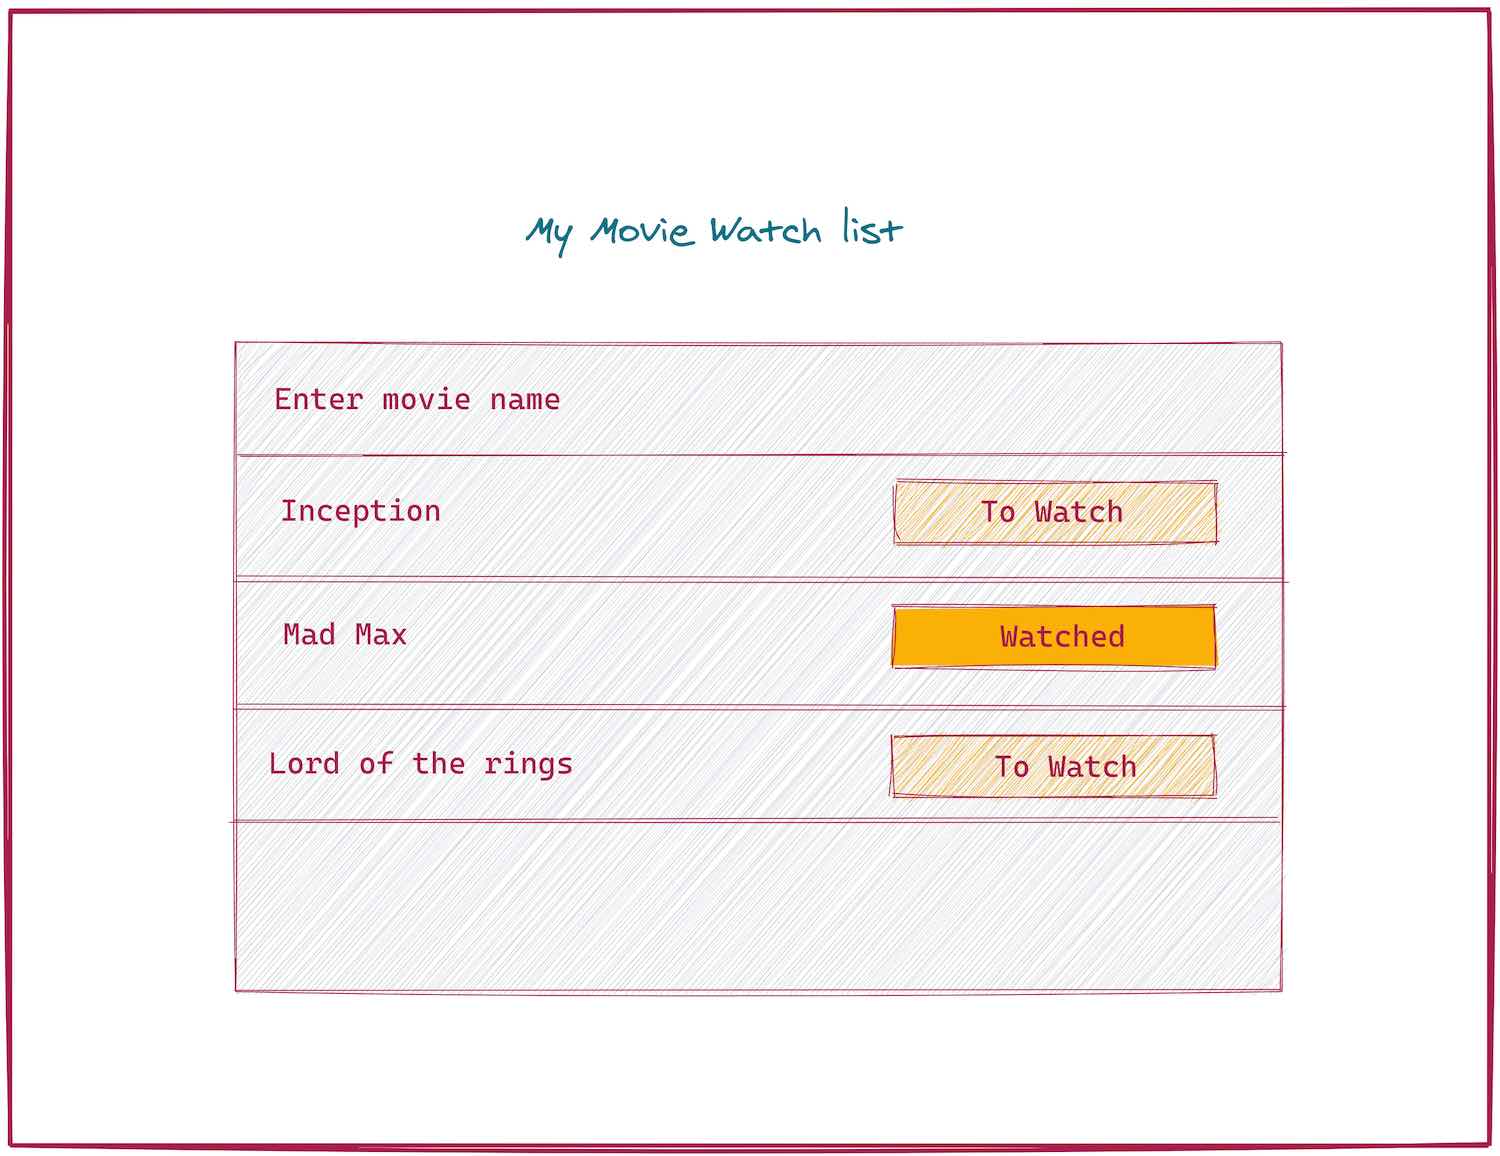 My Movie Watch list
Enter movie name
Inception
To Watch
Mad Max
Watched
Lord of the rings
To Watch